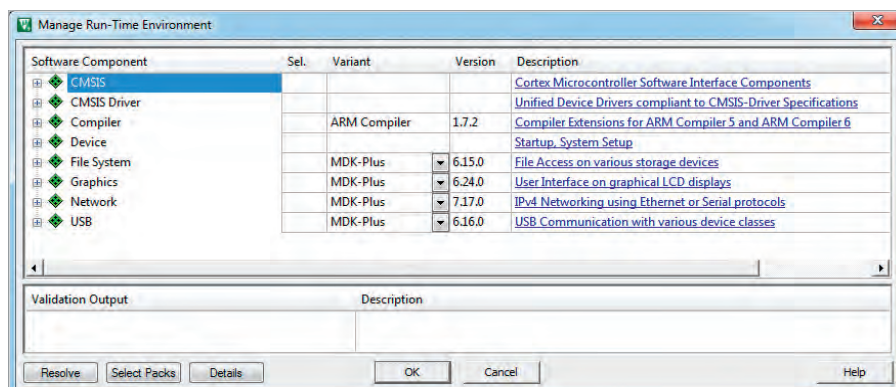 Manage Run-Time Environment
Software Component Sel. Variant Version Description
CMSIS Cortex Microcontroller Software Interface Components
CMSIS Driver Unified Device Drivers compliant to CMSIS-Driver Specifications
Compiler ARM Compiler 1.7.2 Compiler Extensions for ARM Compiler 5 and ARM Compiler 6
Device Startup, System Setup
File System MDK-Plus 6.15.0 File Access on various storage devices
Graphics MDK-Plus 6.24.0 User Interface on graphical LCD displays
Network MDK-Plus 7.17.0 IPv4 Networking using Ethernet or Serial protocols
USB MDK-Plus 6.16.0 USB Communication with various device classes
Validation Output Description
Resolve Select Packs Details OK Cancel Help